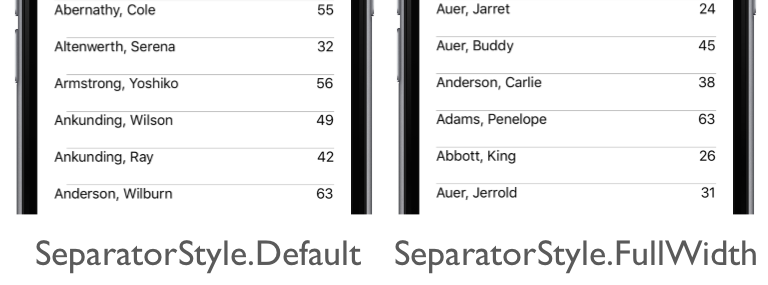 Abernathy, Cole 55
Altenwerth, Serena 32
Armstrong, Yoshiko 56
Ankunding, Wilson 49
Ankunding, Ray 42
Anderson, Wilburn 63
SeparatorStyle.Default
Auer, Jarret 24
Auer, Buddy 45
Anderson, Carlie 38
Adams, Penelope 63
Abbott, King 26
Auer, Jerrold 31
SeparatorStyle.FullWidth